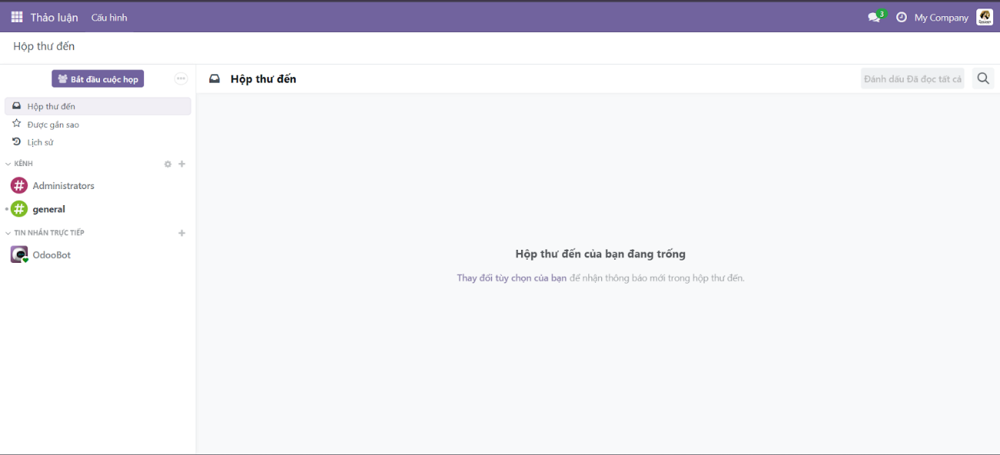 Thảo luận Cấu hình 3 My Company
Hộp thư đến
Bắt đầu cuộc họp
Hộp thư đến
Đánh dấu Đã đọc tất cả
Hộp thư đến
Được gắn sao
Lịch sử
KÊNH
Administrators
general
TIN NHẮN TRỰC TIẾP
OdooBot
Hộp thư đến của bạn đang trống
Thay đổi tùy chọn của bạn để nhận thông báo mới trong hộp thư đến.